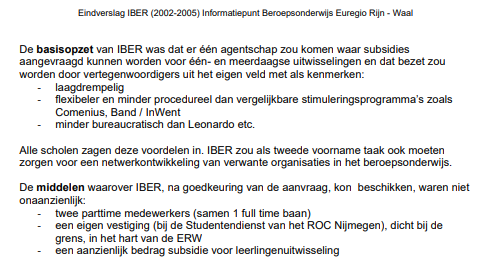 Eindverslag IBER (2002-2005) Informatiepunt Beroepsonderwijs Euregio Rijn - Waal
De basisopzet van IBER was dat er één agentschap zou komen waar subsidies
aangevraagd kunnen worden voor één- en meerdaagse uitwisselingen en dat bezet zou
worden door vertegenwoordigers uit het eigen veld met als kenmerken:
- laagdrempelig
- flexibeler en minder procedureel dan vergelijkbare stimuleringsprogramma's zoals
Comenius, Band / InWent
- minder bureaucratisch dan Leonardo etc.
Alle scholen zagen deze voordelen in. IBER zou als tweede voorname taak ook moeten
zorgen voor een netwerkontwikkeling van verwante organisaties in het beroepsonderwijs.
De middelen waarover IBER, na goedkeuring van de aanvraag, kon beschikken, waren niet
onaanzienlijk:
- twee parttime medewerkers (samen 1 full time baan)
- een eigen vestiging (bij de Studentendienst van het ROC Nijmegen), dicht bij de
grens, in het hart van de ERW
- een aanzienlijk bedrag subsidie voor leerlingenuitwisseling